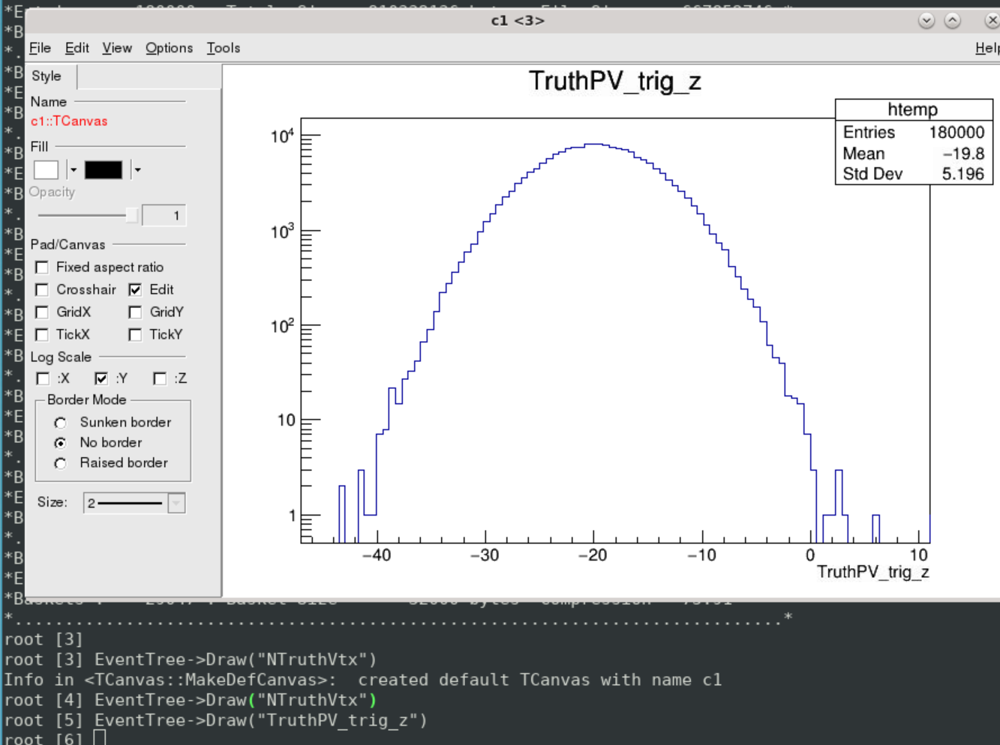 c1 <3>
File Edit View Options Tools Help
Style
Name
c1::TCanvas
Fill
Opacity
1
Pad/Canvas
Fixed aspect ratio
Crosshair Edit
GridX GridY
TickX TickY
Log Scale
:X :Y :Z
Border Mode
Sunken border
No border
Raised border
Size: 2
TruthPV_trig_z
htemp
Entries 180000
Mean −19.8
Std Dev 5.196
10⁴
10³
10²
10
1
−40 −30 −20 −10 0 10
TruthPV_trig_z
*............................................................................*
root [3]
root [3] EventTree->Draw("NTruthVtx")
Info in <TCanvas::MakeDefCanvas>: created default TCanvas with name c1
root [4] EventTree->Draw("NTruthVtx")
root [5] EventTree->Draw("TruthPV_trig_z")
root [6]